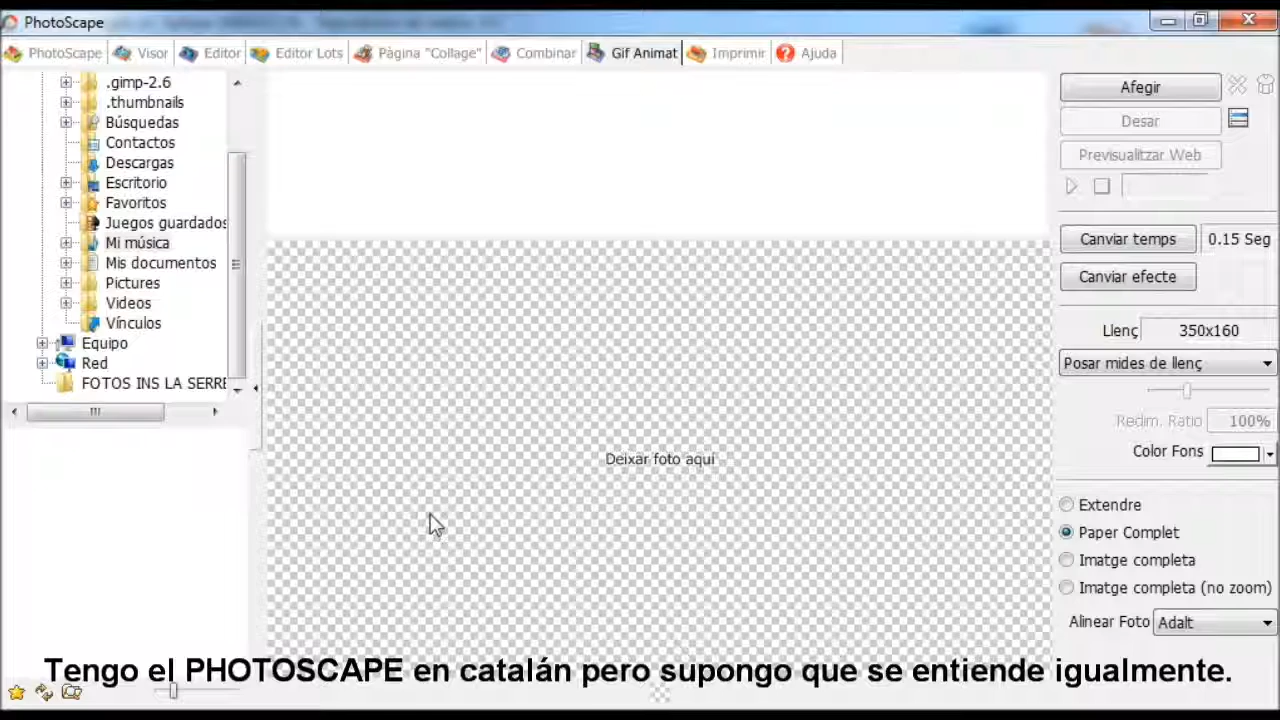 PhotoScape
PhotoScape
Visor
Editor
Editor Lots
Pàgina "Collage"
Combinar
Gif Animat
Imprimir
Ajuda
.gimp-2.6
.thumbnails
Búsquedas
Contactos
Descargas
Escritorio
Favoritos
Juegos guardados
Mi música
Mis documentos
Pictures
Videos
Vínculos
Equipo
Red
FOTOS INS LA SERRE
Deixar foto aquí
Afegir
Desar
Previsualitzar Web
Canviar temps
0.15 Seg
Canviar efecte
Llenç
350x160
Posar mides de llenç
Redim. Ratio
100%
Color Fons
Extendre
Paper Complet
Imatge completa
Imatge completa (no zoom)
Alinear Foto
Adalt
Tengo el PHOTOSCAPE en catalán pero supongo que se entiende igualmente.